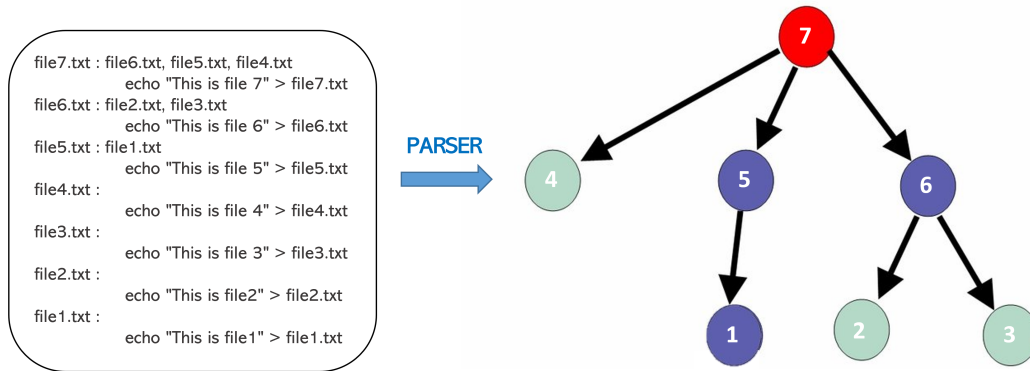 file7.txt : file6.txt, file5.txt, file4.txt
echo "This is file 7" > file7.txt
file6.txt : file2.txt, file3.txt
echo "This is file 6" > file6.txt
file5.txt : file1.txt
echo "This is file 5" > file5.txt
file4.txt :
echo "This is file 4" > file4.txt
file3.txt :
echo "This is file 3" > file3.txt
file2.txt :
echo "This is file2" > file2.txt
file1.txt :
echo "This is file1" > file1.txt
PARSER
7
4
5
6
1
2
3